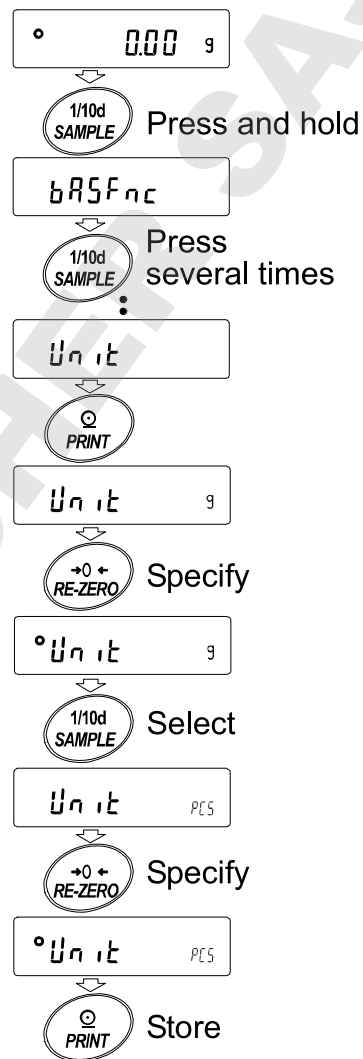 0.00 g
1/10d
SAMPLE
Press and hold
bASFnc
1/10d
SAMPLE
Press
several times
Unit
PRINT
Unit g
→0←
RE-ZERO
Specify
Unit g
1/10d
SAMPLE
Select
Unit PCS
→0←
RE-ZERO
Specify
Unit PCS
PRINT
Store